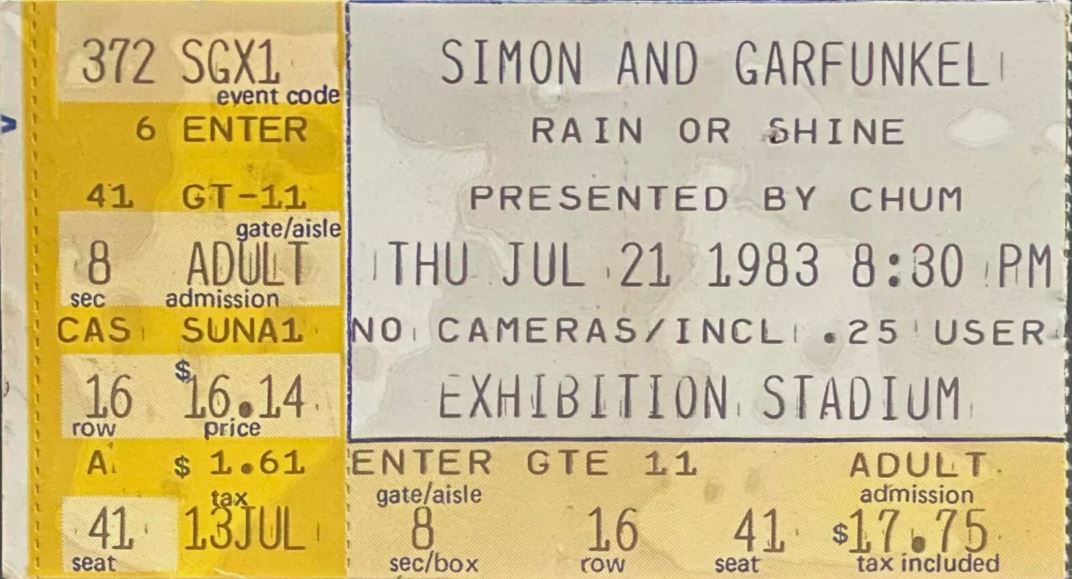 372 SGX1
event code
6 ENTER
41 GT-11
gate/aisle
8 ADULT
sec admission
CAS SUNA1
16 $16.14
row price
A $ 1.61
tax
41 13JUL
seat
SIMON AND GARFUNKEL
RAIN OR SHINE
PRESENTED BY CHUM
THU JUL 21 1983 8:30 PM
NO CAMERAS/INCL .25 USER
EXHIBITION STADIUM
ENTER GTE 11 ADULT
gate/aisle admission
8 16 41 $17.75
sec/box row seat tax included